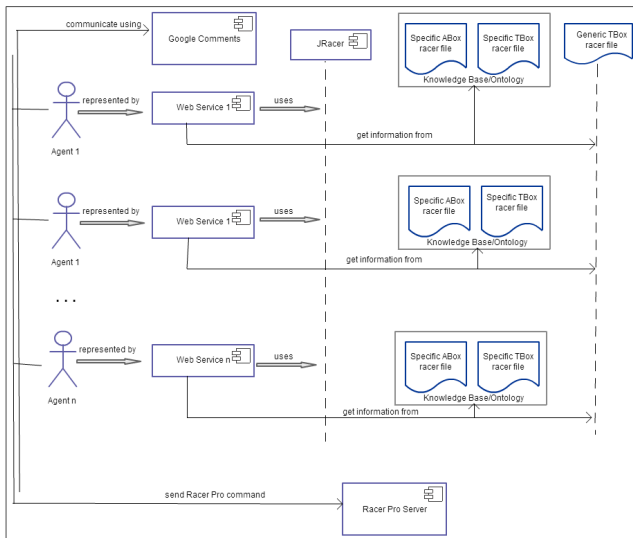 communicate using
Google Comments
JRacer
Specific ABox
racer file
Specific TBox
racer file
Knowledge Base/Ontology
Generic TBox
racer file
Agent 1
represented by
Web Service 1
uses
get information from
Agent 1
represented by
Web Service 1
uses
Specific ABox
racer file
Specific TBox
racer file
Knowledge Base/Ontology
get information from
...
Agent n
represented by
Web Service n
uses
Specific ABox
racer file
Specific TBox
racer file
Knowledge Base/Ontology
get information from
send Racer Pro command
Racer Pro Server